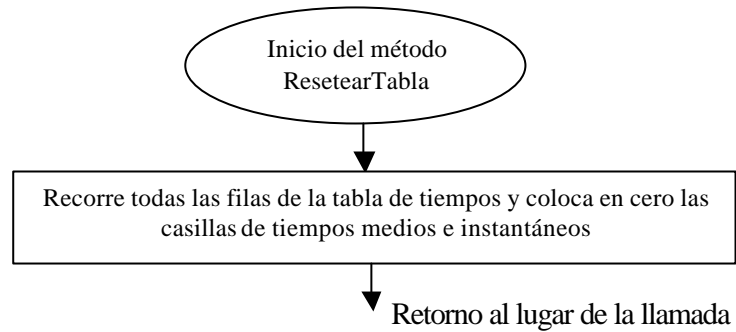 Inicio del método
ResetearTabla
Recorre todas las filas de la tabla de tiempos y coloca en cero las
casillas de tiempos medios e instantáneos
Retorno al lugar de la llamada